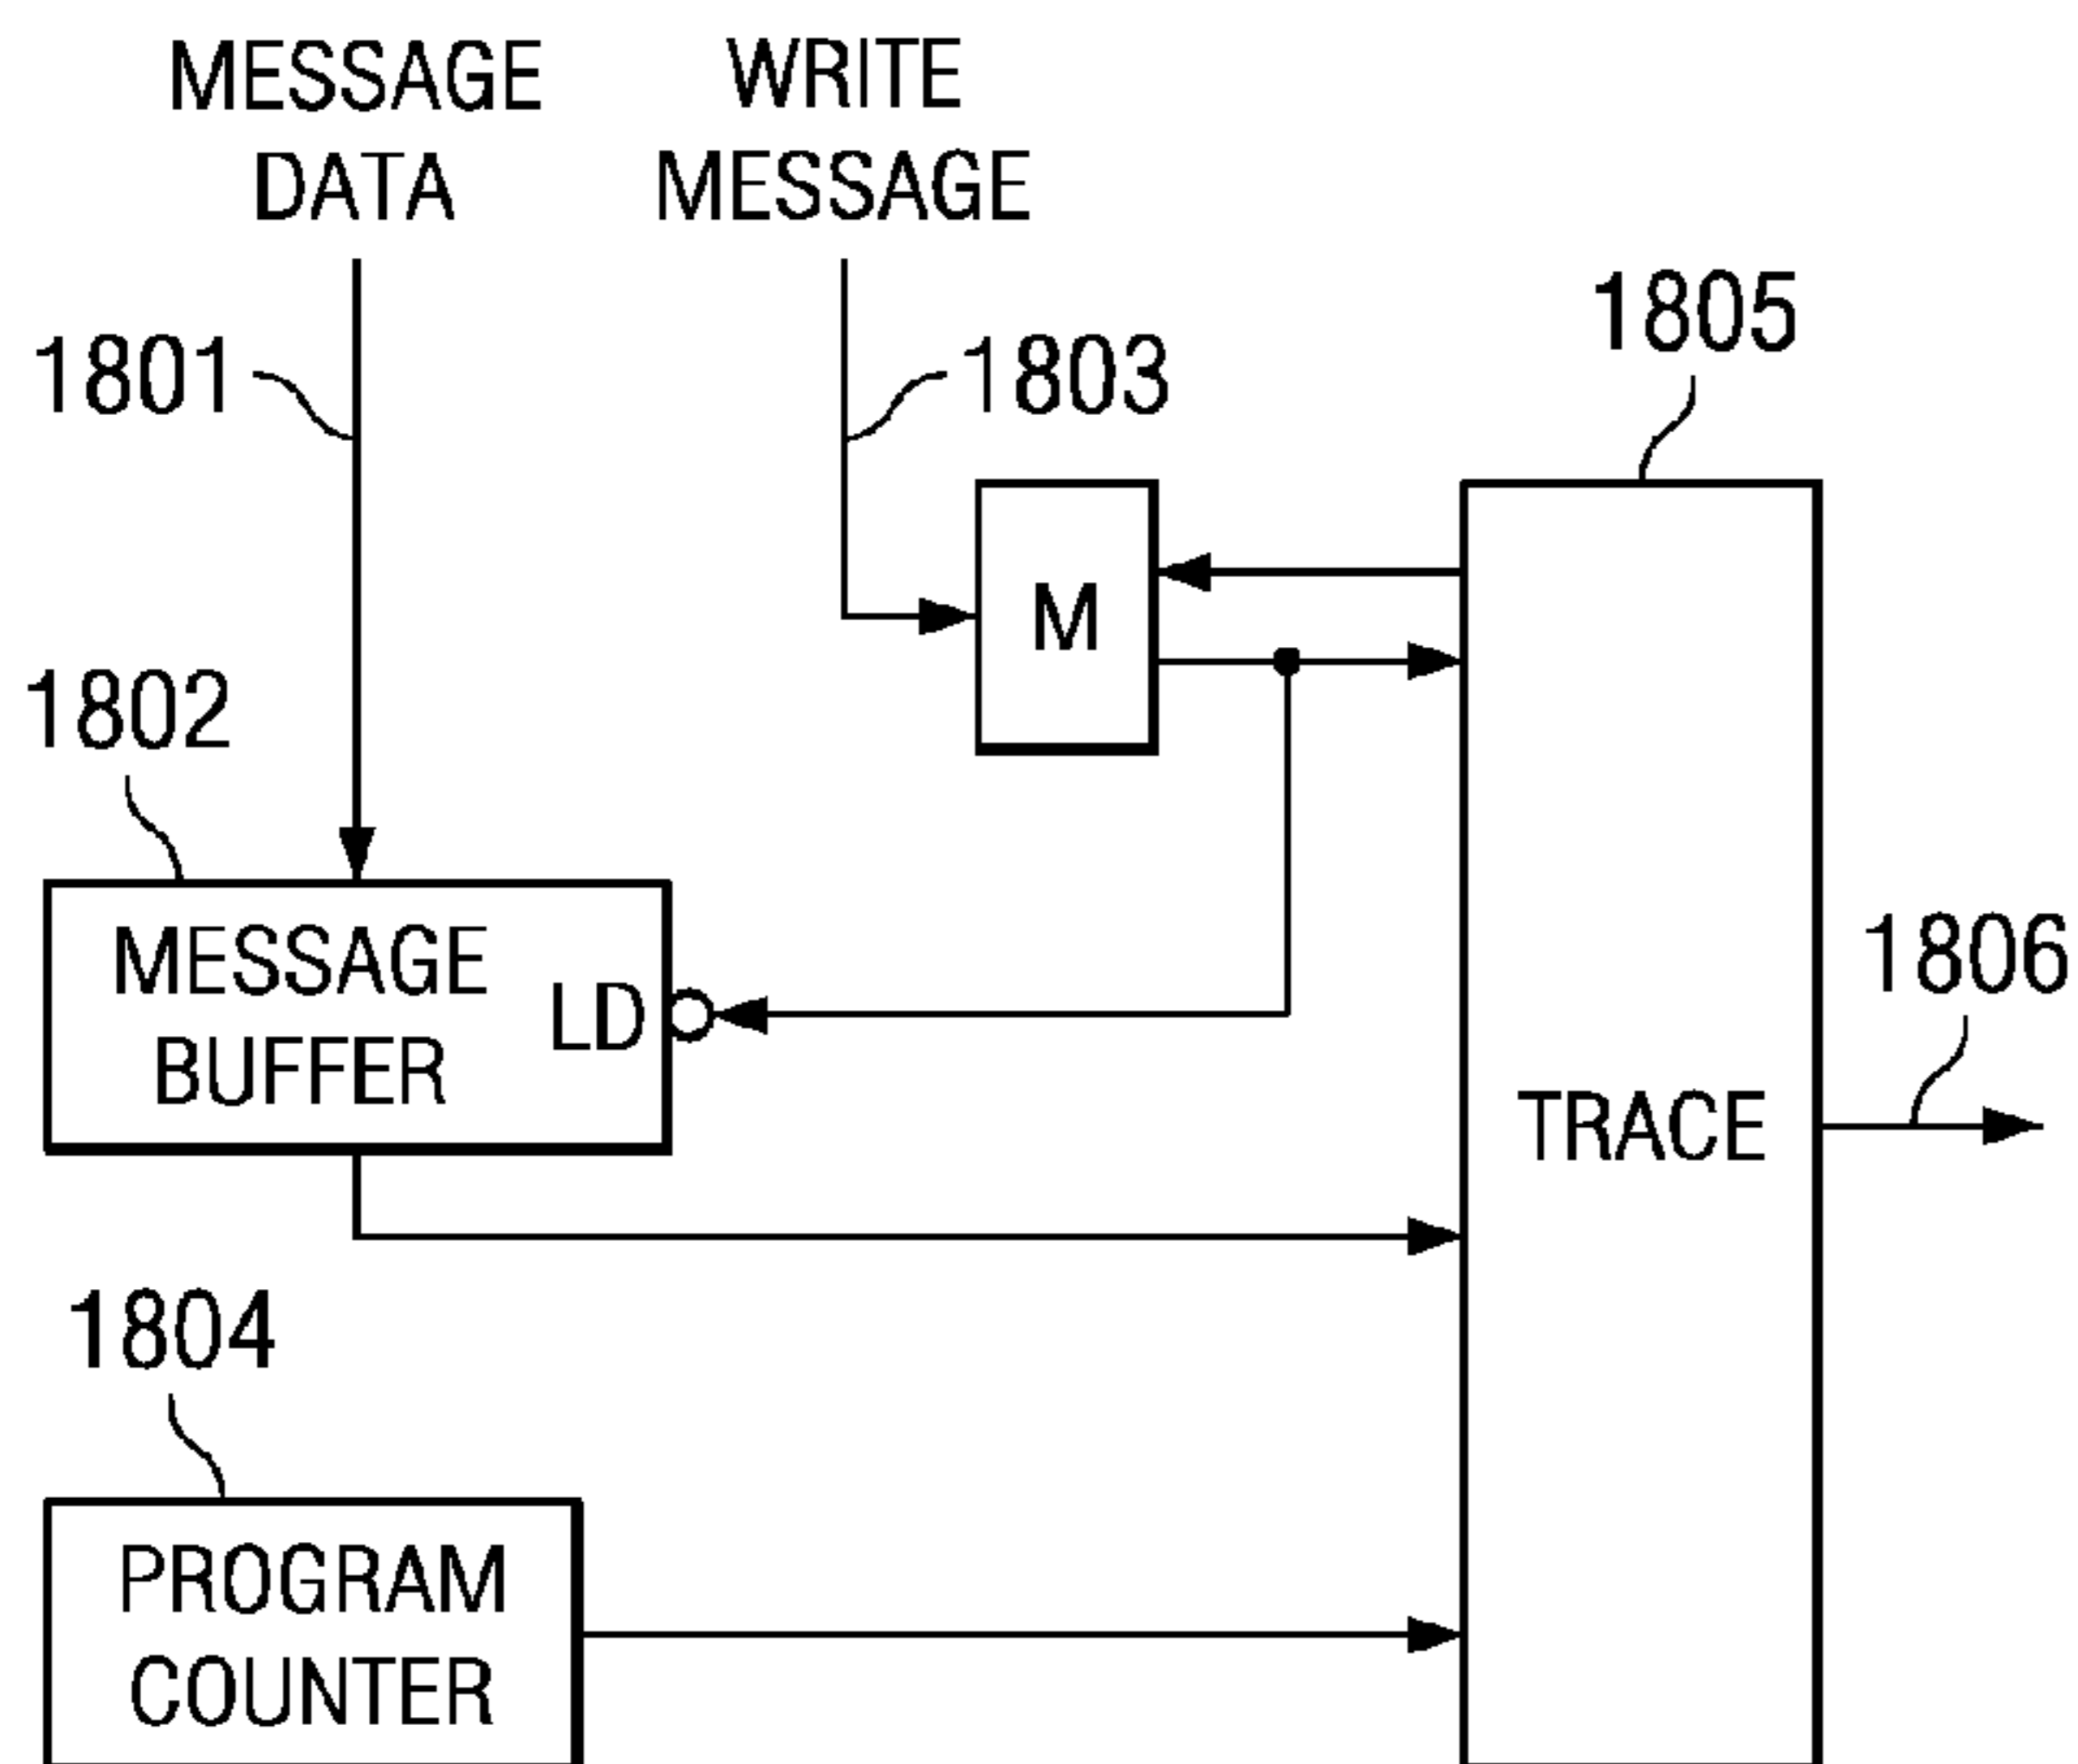 MESSAGE
DATA
WRITE
MESSAGE
1801
1803
1805
M
1802
MESSAGE
BUFFER
LD
1806
TRACE
1804
PROGRAM
COUNTER